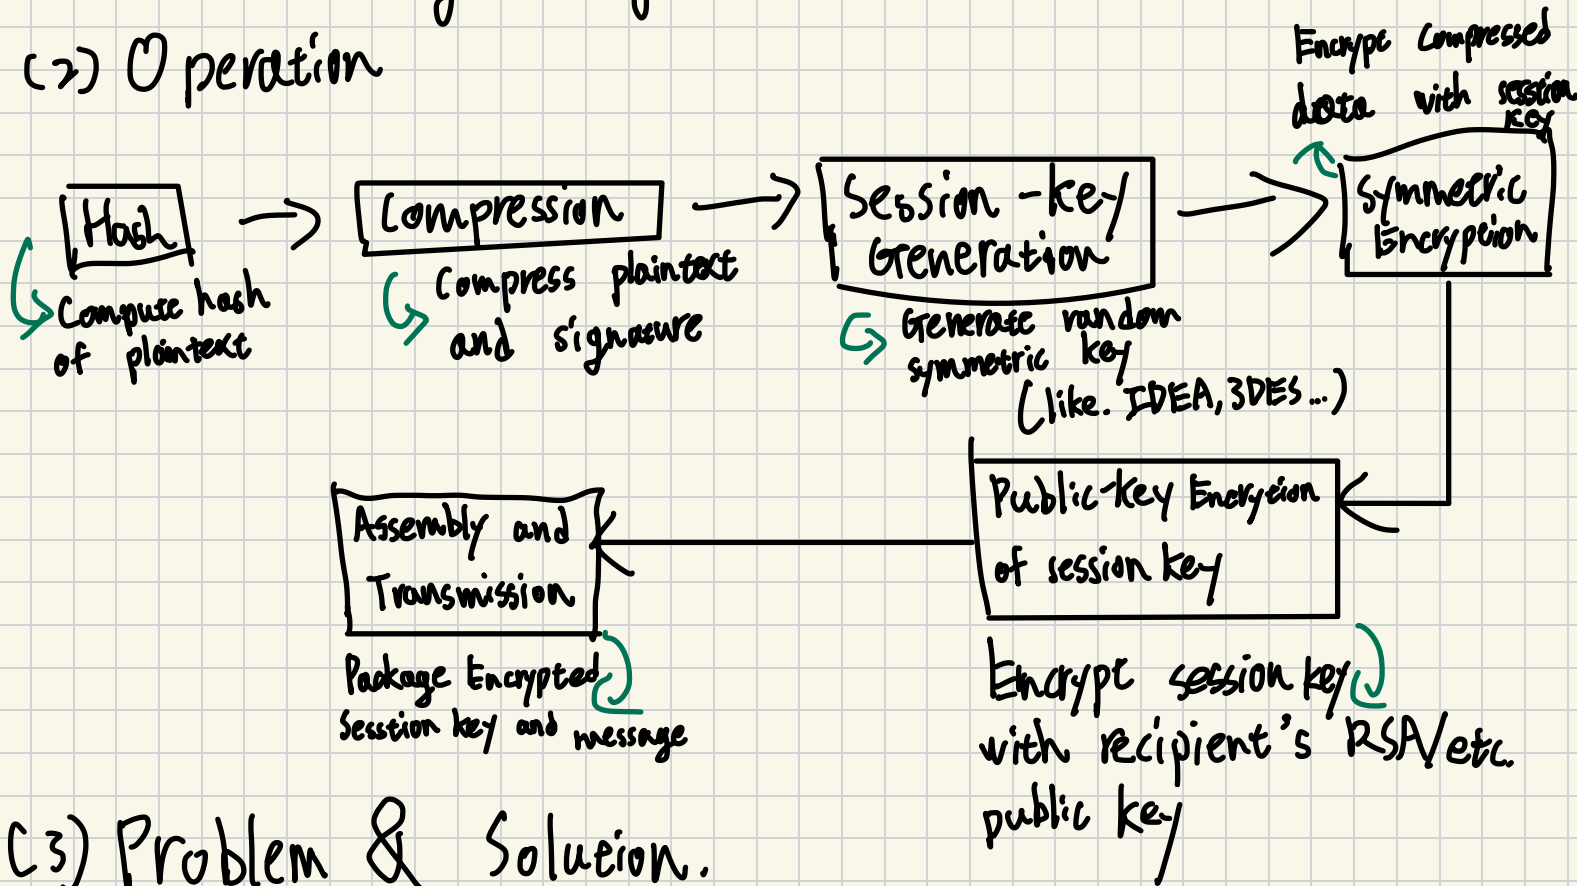 (2) Operation
Encrypt compressed
data with session
key
Hash
Compute hash
of plaintext
Compression
Compress plaintext
and signature
Session-key
Generation
Generate random
symmetric key
(like. IDEA, 3DES...)
Symmetric
Encryption
Public-key Encrytion
of session key
Encrypt session key
with recipient's RSA/etc.
public key
Assembly and
Transmission
Package Encrypted
Sesstion key and message
(3) Problem & Solution.